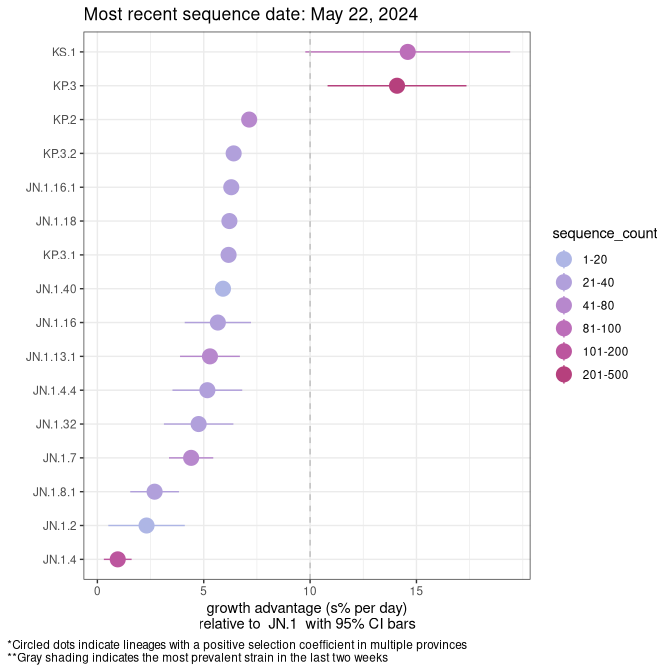 Most recent sequence date: May 22, 2024
KS.1
KP.3
KP.2
KP.3.2
JN.1.16.1
JN.1.18
KP.3.1
JN.1.40
JN.1.16
JN.1.13.1
JN.1.4.4
JN.1.32
JN.1.7
JN.1.8.1
JN.1.2
JN.1.4
0 5 10 15
growth advantage (s% per day)
relative to JN.1 with 95% CI bars
sequence_count
1-20
21-40
41-80
81-100
101-200
201-500
*Circled dots indicate lineages with a positive selection coefficient in multiple provinces
**Gray shading indicates the most prevalent strain in the last two weeks